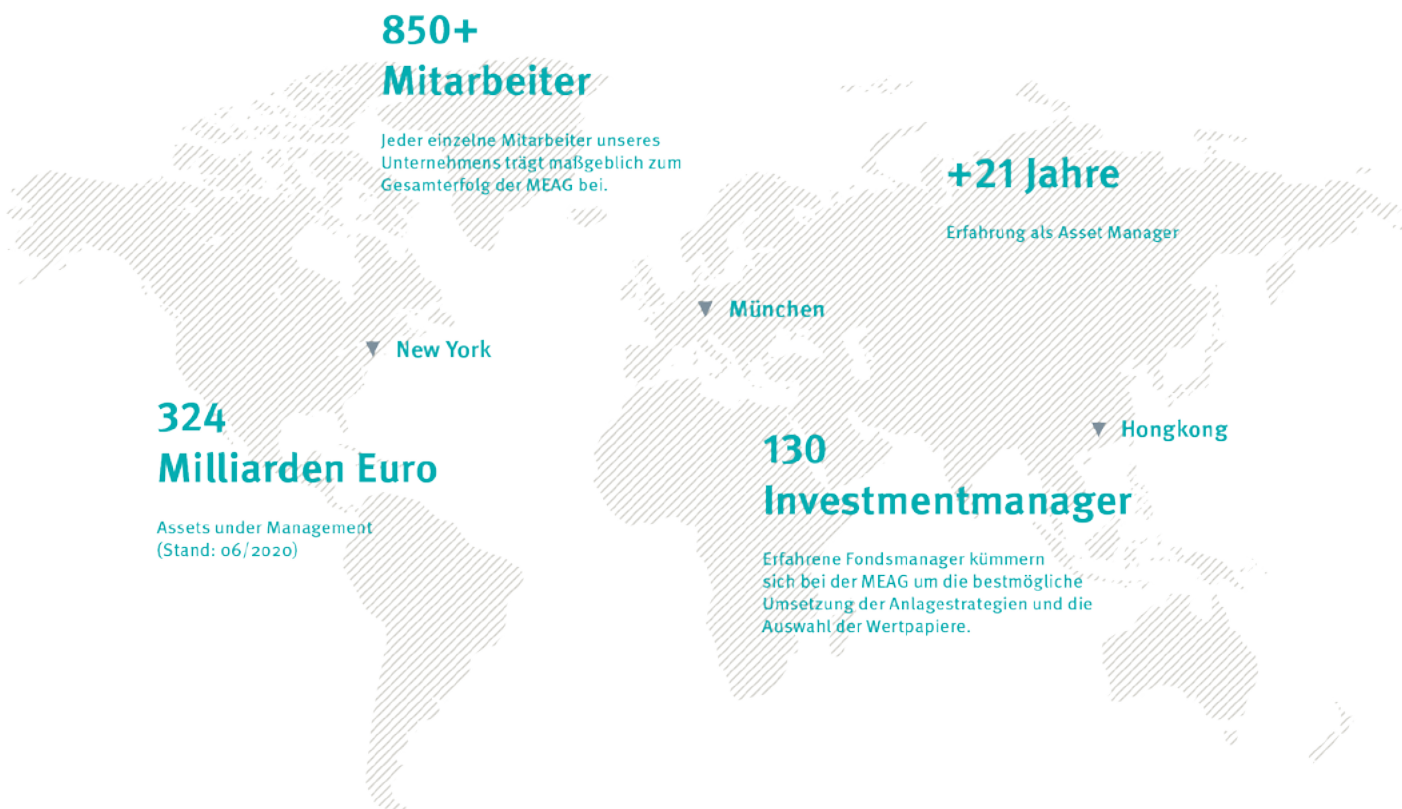 850+
Mitarbeiter
Jeder einzelne Mitarbeiter unseres
Unternehmens trägt maßgeblich zum
Gesamterfolg der MEAG bei.
+21 Jahre
Erfahrung als Asset Manager
München
New York
324
Milliarden Euro
Assets under Management
(Stand: 06/2020)
Hongkong
130
Investmentmanager
Erfahrene Fondsmanager kümmern
sich bei der MEAG um die bestmögliche
Umsetzung der Anlagestrategien und die
Auswahl der Wertpapiere.